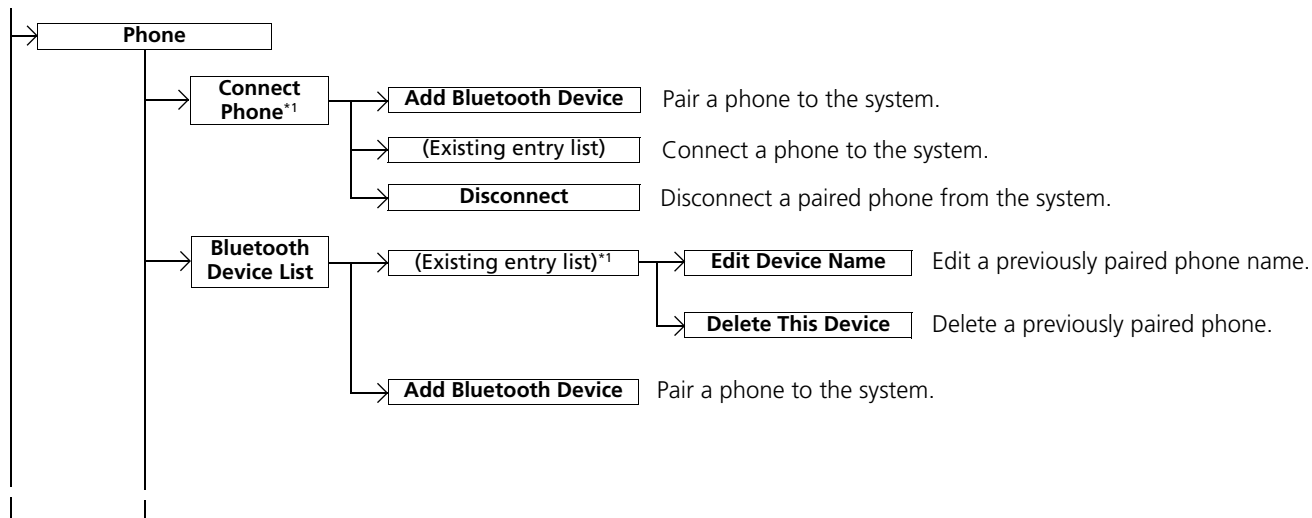 Phone
Connect
Phone*1
Add Bluetooth Device Pair a phone to the system.
(Existing entry list) Connect a phone to the system.
Disconnect Disconnect a paired phone from the system.
Bluetooth
Device List
(Existing entry list)*1
Edit Device Name Edit a previously paired phone name.
Delete This Device Delete a previously paired phone.
Add Bluetooth Device Pair a phone to the system.